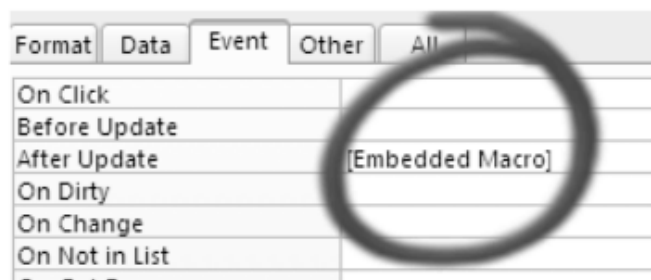 Format Data Event Other All
On Click
Before Update
After Update [Embedded Macro]
On Dirty
On Change
On Not in List